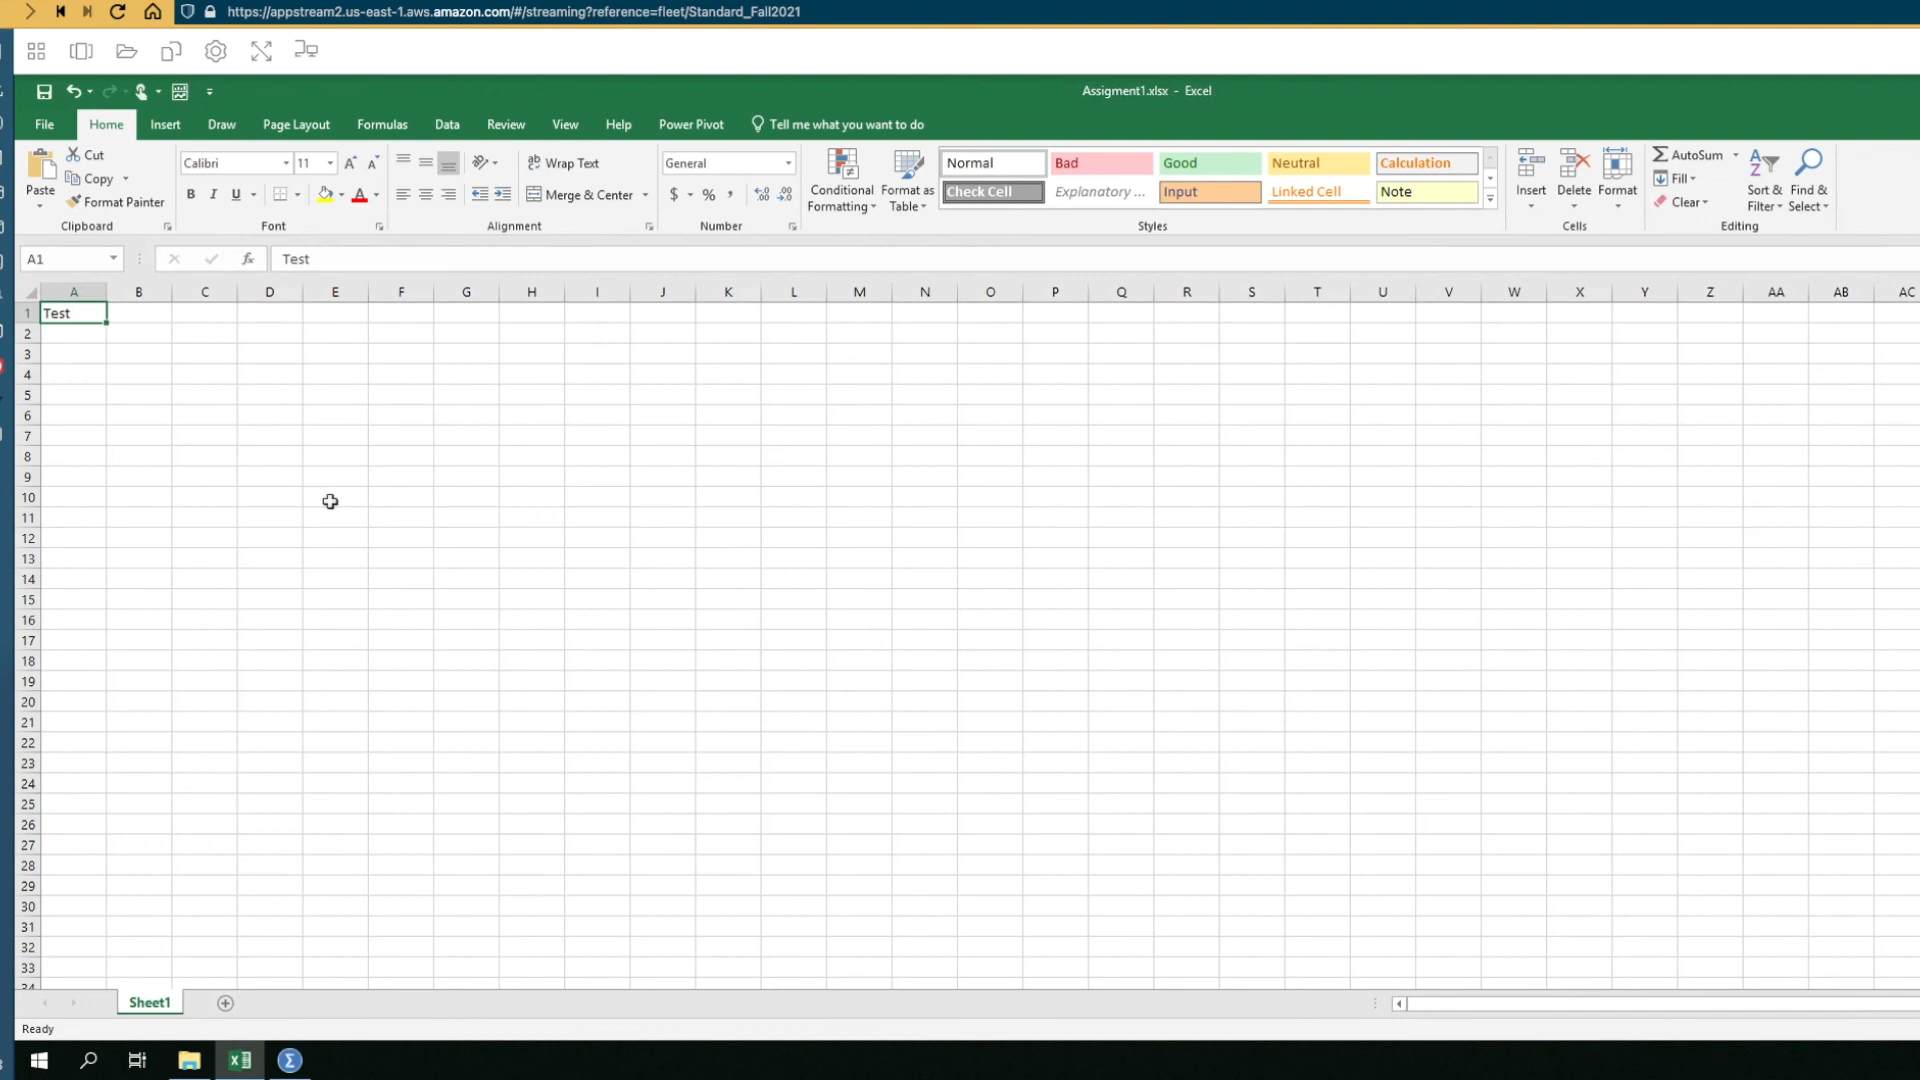 https://appstream2.us-east-1.aws.amazon.com/#/streaming?reference=fleet/Standard_Fall2021
Assigment1.xlsx - Excel
File Home Insert Draw Page Layout Formulas Data Review View Help Power Pivot Tell me what you want to do
Paste
Cut
Copy
Format Painter
Clipboard
Calibri 11
B I U
Font
Wrap Text
Merge & Center
Alignment
General
$ % ,
Number
Conditional Formatting
Format as Table
Normal Bad Good Neutral Calculation
Check Cell Explanatory ... Input Linked Cell Note
Styles
Insert Delete Format
Cells
AutoSum
Fill
Clear
Sort & Filter
Find & Select
Editing
A1 fx Test
A B C D E F G H I J K L M N O P Q R S T U V W X Y Z AA AB AC
1 Test
2
3
4
5
6
7
8
9
10
11
12
13
14
15
16
17
18
19
20
21
22
23
24
25
26
27
28
29
30
31
32
33
34
Sheet1
Ready